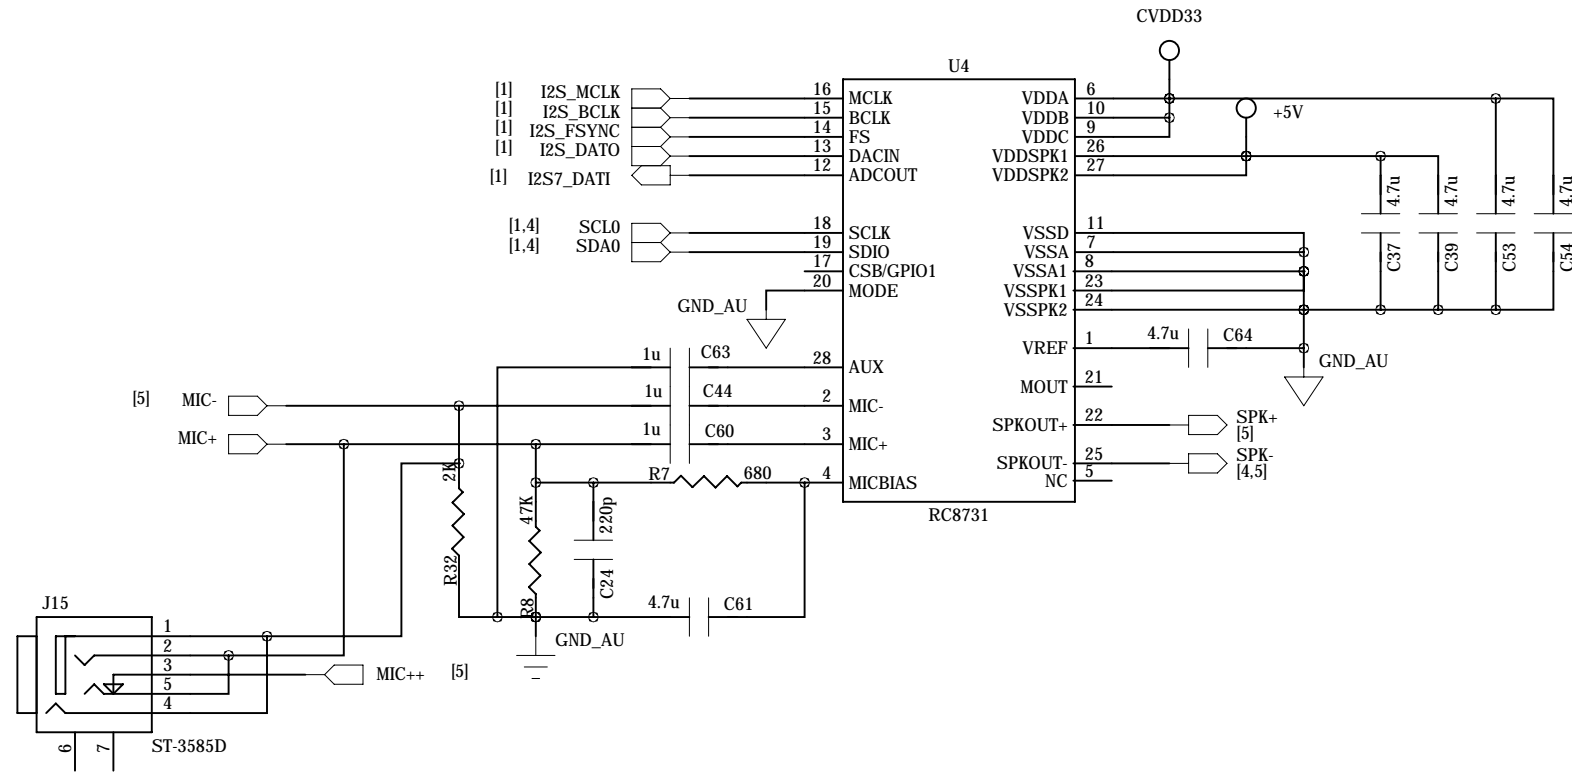 CVDD33
U4
[1] I2S_MCLK 16 MCLK VDDA 6
[1] I2S_BCLK 15 BCLK VDDB 10 +5V
[1] I2S_FSYNC 14 FS VDDC 9
[1] I2S_DATO 13 DACIN VDDSPK1 26
[1] I2S7_DATI 12 ADCOUT VDDSPK2 27
4.7u 4.7u 4.7u 4.7u
[1,4] SCL0 18 SCLK VSSD 11
[1,4] SDA0 19 SDIO VSSA 7
17 CSB/GPIO1 VSSA1 8
C37 C39 C53 C54
20 MODE VSSPK1 23
GND_AU VSSPK2 24
VREF 1 4.7u C64
1u C63 28 AUX GND_AU
MOUT 21
[5] MIC- 1u C44 2 MIC-
SPKOUT+ 22 SPK+
[5]
MIC+ 1u C60 3 MIC+
SPKOUT- 25 SPK-
[4,5]
2K R7 680 4 MICBIAS NC 5
47K 220p RC8731
R32 R8 C24
J15 4.7u C61
1 GND_AU
2
3 MIC++ [5]
5
4
6 7 ST-3585D